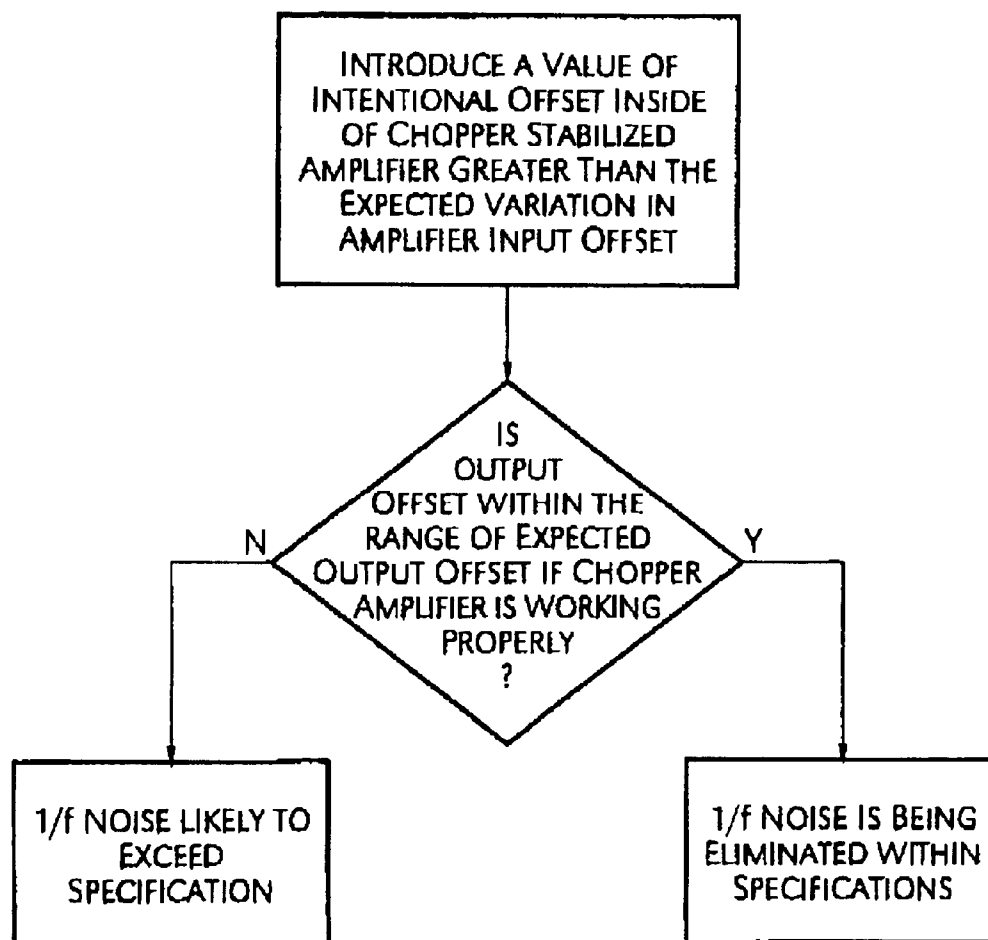 INTRODUCE A VALUE OF
INTENTIONAL OFFSET INSIDE
OF CHOPPER STABILIZED
AMPLIFIER GREATER THAN THE
EXPECTED VARIATION IN
AMPLIFIER INPUT OFFSET
IS
OUTPUT
OFFSET WITHIN THE
RANGE OF EXPECTED
OUTPUT OFFSET IF CHOPPER
AMPLIFIER IS WORKING
PROPERLY
?
N
Y
1/f NOISE LIKELY TO
EXCEED
SPECIFICATION
1/f NOISE IS BEING
ELIMINATED WITHIN
SPECIFICATIONS